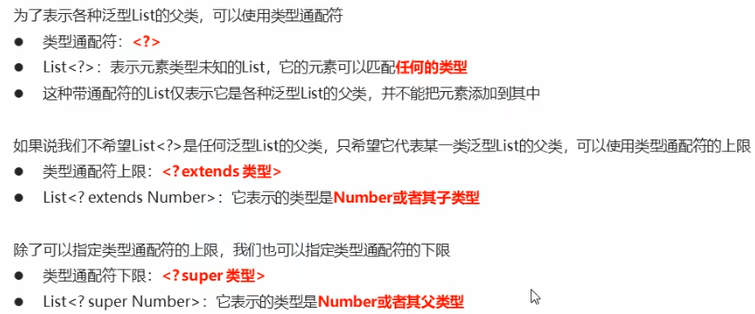 为了表示各种泛型List的父类，可以使用类型通配符
● 类型通配符：<?>
● List<?>：表示元素类型未知的List，它的元素可以匹配任何的类型
● 这种带通配符的List仅表示它是各种泛型List的父类，并不能把元素添加到其中
如果说我们不希望List<?>是任何泛型List的父类，只希望它代表某一类泛型List的父类，可以使用类型通配符的上限
● 类型通配符上限：<? extends 类型>
● List<? extends Number>：它表示的类型是Number或者其子类型
除了可以指定类型通配符的上限，我们也可以指定类型通配符的下限
● 类型通配符下限：<? super 类型>
● List<? super Number>：它表示的类型是Number或者其父类型